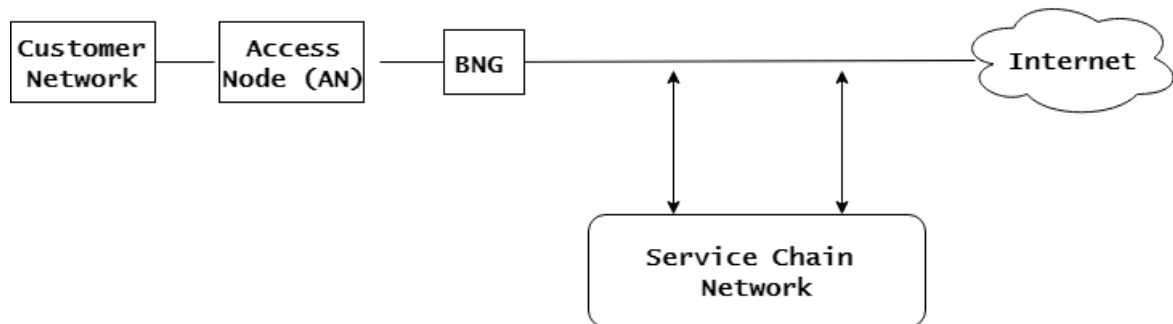 Customer
Network
Access
Node (AN)
BNG
Internet
Service Chain
Network